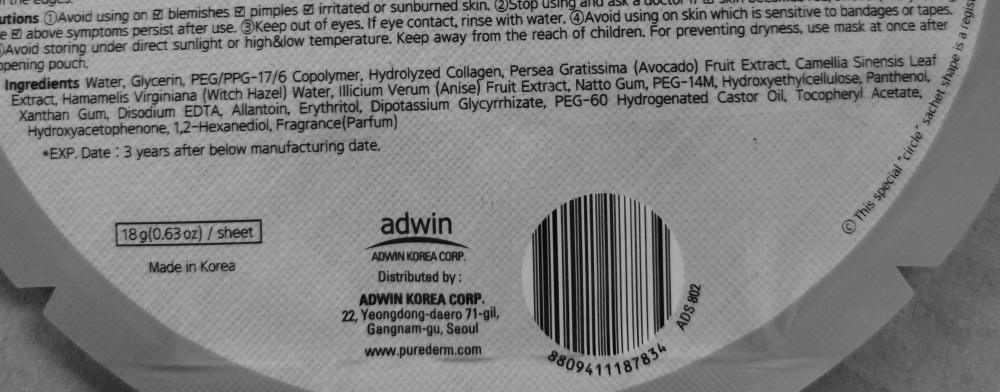 the edges.
utions ①Avoid using on ☑ blemishes ☑ pimples ☑ irritated or sunburned skin. ②Stop using and ask a doctor if ☑ skin
e ☑ above symptoms persist after use. ③Keep out of eyes. If eye contact, rinse with water. ④Avoid using on skin which is sensitive to bandages or tapes.
Avoid storing under direct sunlight or high&low temperature. Keep away from the reach of children. For preventing dryness, use mask at once after
opening pouch.
Ingredients Water, Glycerin, PEG/PPG-17/6 Copolymer, Hydrolyzed Collagen, Persea Gratissima (Avocado) Fruit Extract, Camellia Sinensis Leaf
Extract, Hamamelis Virginiana (Witch Hazel) Water, Illicium Verum (Anise) Fruit Extract, Natto Gum, PEG-14M, Hydroxyethylcellulose, Panthenol,
Xanthan Gum, Disodium EDTA, Allantoin, Erythritol, Dipotassium Glycyrrhizate, PEG-60 Hydrogenated Castor Oil, Tocopheryl Acetate,
Hydroxyacetophenone, 1,2-Hexanediol, Fragrance(Parfum)
*EXP. Date : 3 years after below manufacturing date.
18g(0.63oz) / sheet
Made in Korea
adwin
ADWIN KOREA CORP.
Distributed by :
ADWIN KOREA CORP.
22, Yeongdong-daero 71-gil,
Gangnam-gu, Seoul
www.purederm.com
8809411187834
ADS 802
© This special "circle" sachet shape is a regis